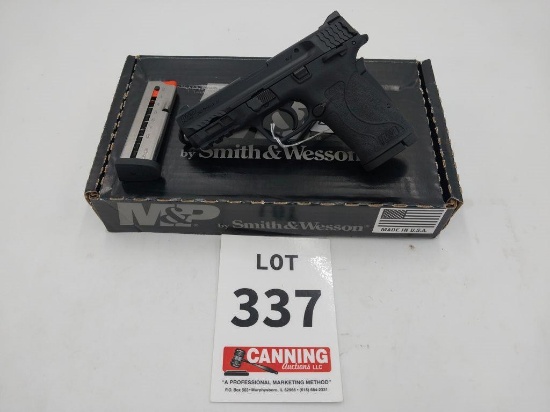 by Smith & Wesson
M&P
by Smith & Wesson®
MADE IN U.S.A.
LOT
337
CANNING
Auctions LLC
"A PROFESSIONAL MARKETING METHOD"